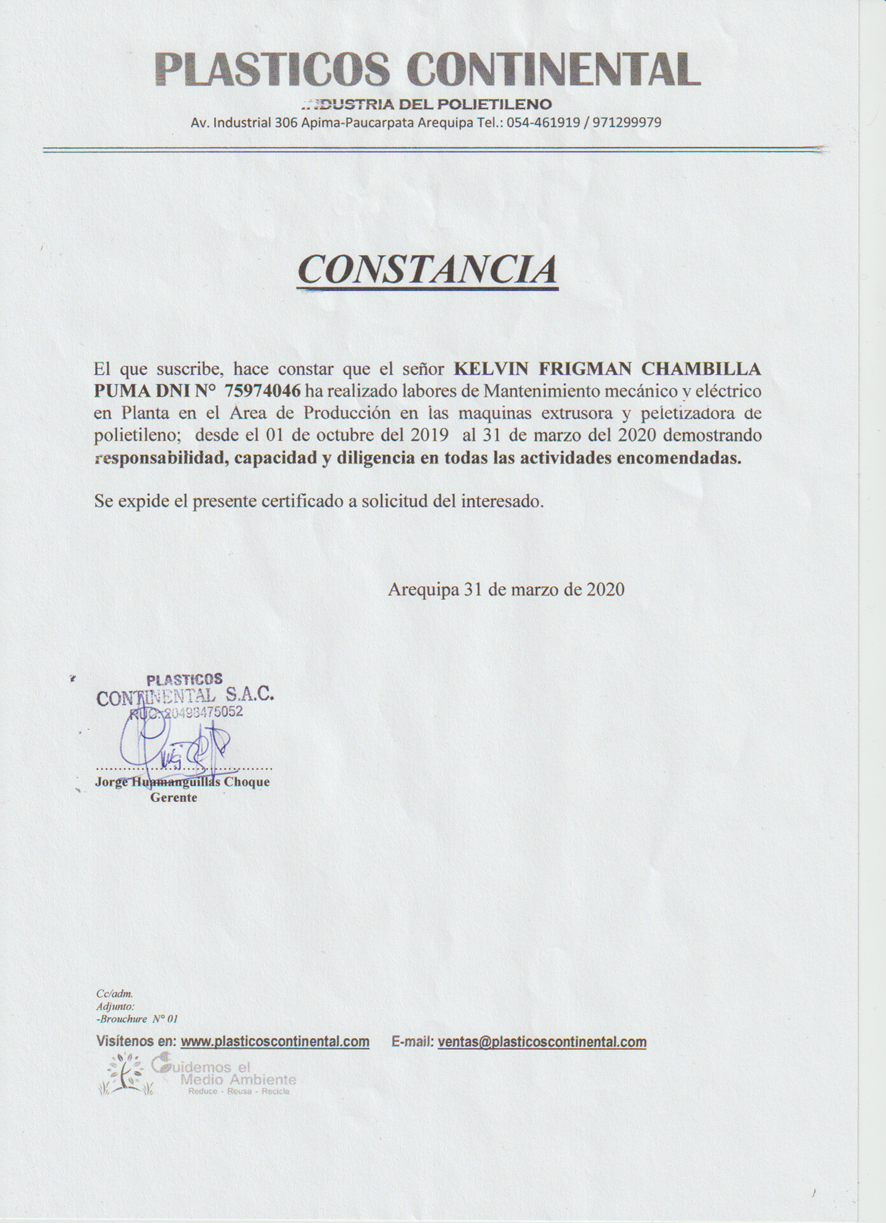 PLASTICOS CONTINENTAL
INDUSTRIA DEL POLIETILENO
Av. Industrial 306 Apima-Paucarpata Arequipa Tel.: 054-461919 / 971299979
CONSTANCIA
El que suscribe, hace constar que el señor KELVIN FRIGMAN CHAMBILLA
PUMA DNI N° 75974046 ha realizado labores de Mantenimiento mecánico y eléctrico
en Planta en el Area de Producción en las maquinas extrusora y peletizadora de
polietileno; desde el 01 de octubre del 2019 al 31 de marzo del 2020 demostrando
responsabilidad, capacidad y diligencia en todas las actividades encomendadas.
Se expide el presente certificado a solicitud del interesado.
Arequipa 31 de marzo de 2020
PLASTICOS
CONTINENTAL S.A.C.
RUC:
Jorge Huamanguillas Choque
Gerente
Cc/adm.
Adjunto:
-Brouchure N° 01
Visítenos en: www.plasticoscontinental.com E-mail: ventas@plasticoscontinental.com
Cuidemos el
Medio Ambiente
Reduce - Reusa - Recicla